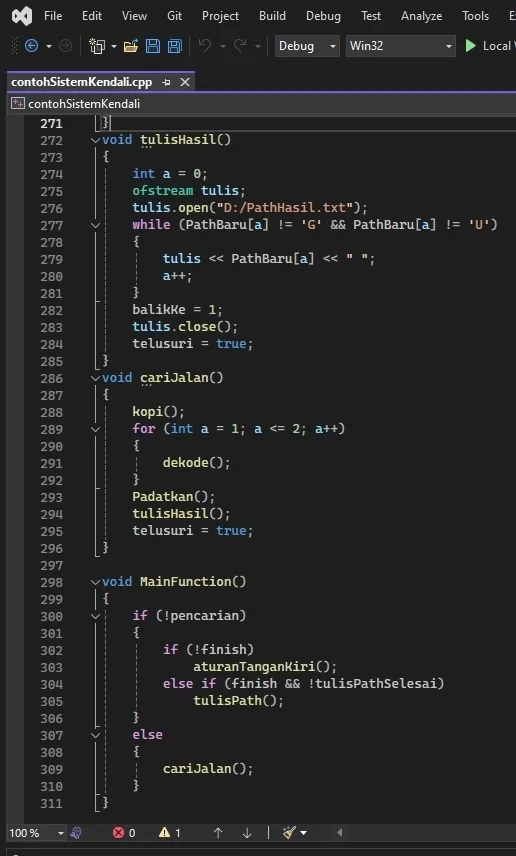 File Edit View Git Project Build Debug Test Analyze Tools
Debug Win32 Local
contohSistemKendali.cpp
contohSistemKendali
271 }
272 void tulisHasil()
273 {
274 int a = 0;
275 ofstream tulis;
276 tulis.open("D:/PathHasil.txt");
277 while (PathBaru[a] != 'G' && PathBaru[a] != 'U')
278 {
279 tulis << PathBaru[a] << " ";
280 a++;
281 }
282 balikKe = 1;
283 tulis.close();
284 telusuri = true;
285 }
286 void cariJalan()
287 {
288 kopi();
289 for (int a = 1; a <= 2; a++)
290 {
291 dekode();
292 }
293 Padatkan();
294 tulisHasil();
295 telusuri = true;
296 }
297
298 void MainFunction()
299 {
300 if (!pencarian)
301 {
302 if (!finish)
303 aturanTanganKiri();
304 else if (finish && !tulisPathSelesai)
305 tulisPath();
306 }
307 else
308 {
309 cariJalan();
310 }
311 }
100 % 0 1